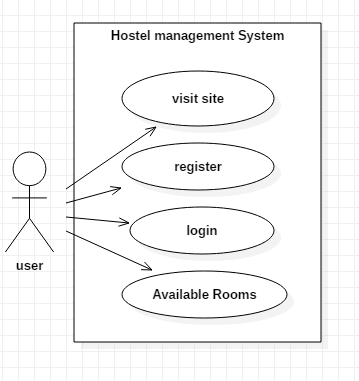 Hostel management System
visit site
register
login
Available Rooms
user